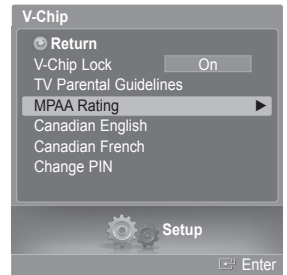 V-Chip
Return
V-Chip Lock On
TV Parental Guidelines
MPAA Rating
Canadian English
Canadian French
Change PIN
Setup
Enter